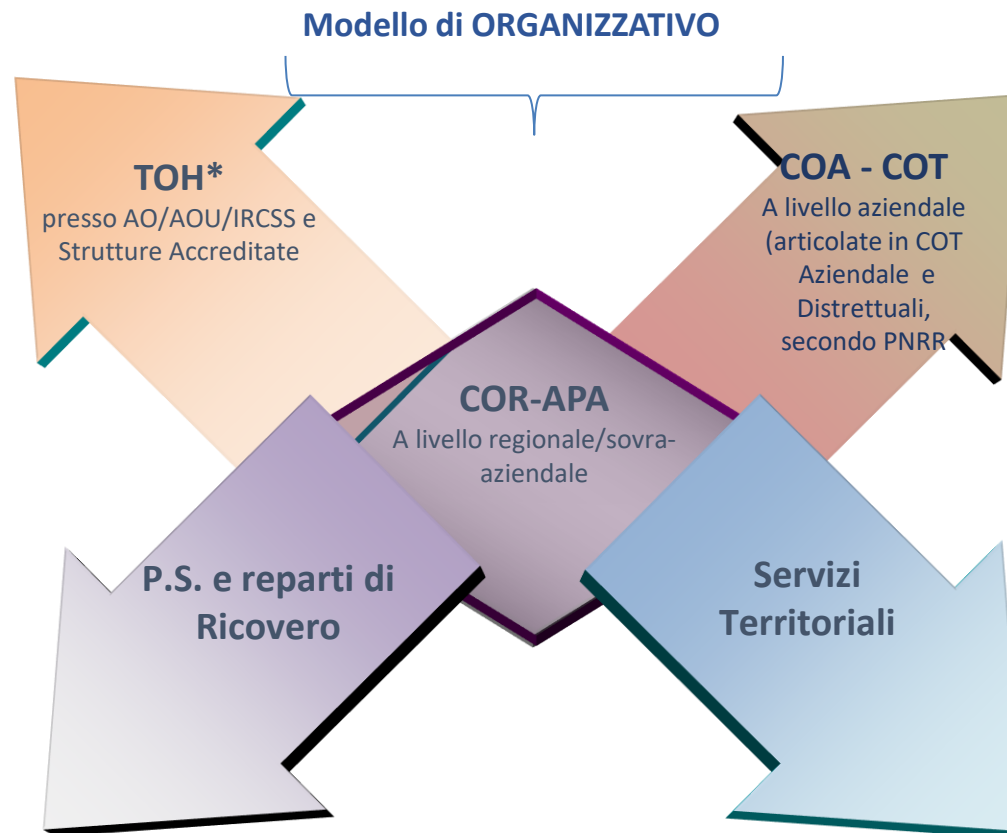 Modello di ORGANIZZATIVO
TOH*
presso AO/AOU/IRCSS e
Strutture Accreditate
COA - COT
A livello aziendale
(articolate in COT
Aziendale e
Distrettuali,
secondo PNRR
COR-APA
A livello regionale/sovra-
aziendale
P.S. e reparti di
Ricovero
Servizi
Territoriali